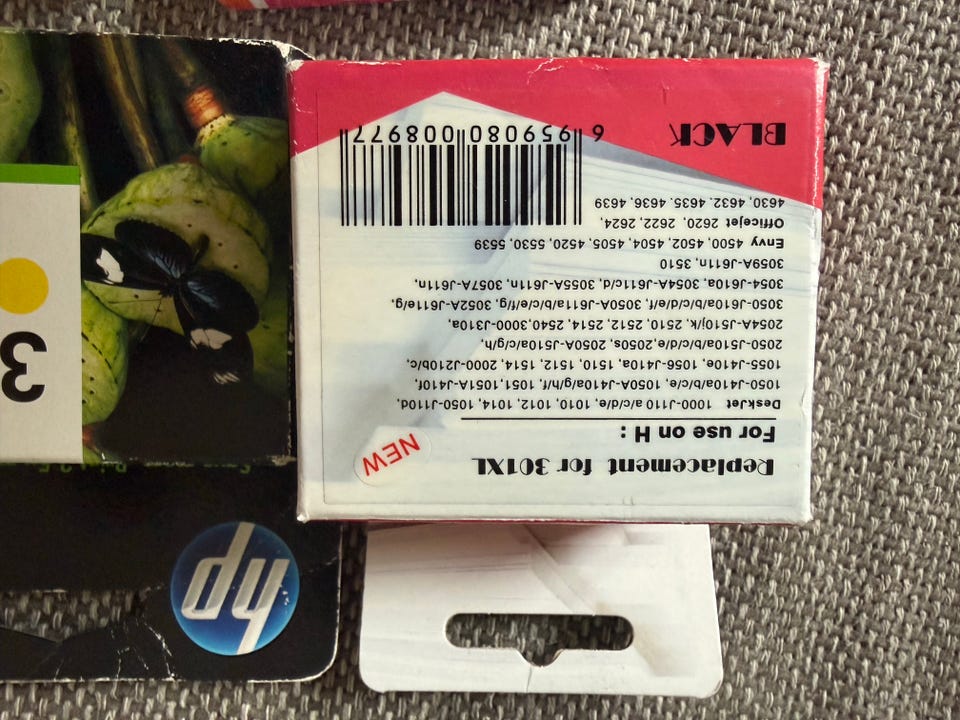 Replacement for 301XL
NEW
For use on H :
DeskJet 1000-J110 a/c/d/e, 1010, 1012, 1014, 1050-J110d,
1050-J410a/b/c/e, 1050A-J410a/g/h/f, 1051,1051A-J410f,
1055-J410e, 1056-J410a, 1510, 1512, 1514, 2000-J210b/c,
2050-J510a/b/c/d/e,2050s, 2050A-J510a/c/g/h,
2054A-J510j/k, 2510, 2512, 2514, 2540,3000-J310a,
3050-J610a/b/c/d/e/f, 3050A-J611a/b/c/e/f/g, 3052A-J611e/g,
3054-J610a, 3054A-J611c/d, 3055A-J611n, 3057A-J611n,
3059A-J611n, 3510
Envy 4500, 4502, 4504, 4505, 4520, 5530, 5539
Officejet 2620, 2622, 2624,
4630, 4632, 4635, 4636, 4639
BLACK
6 959080 008977
hp
3